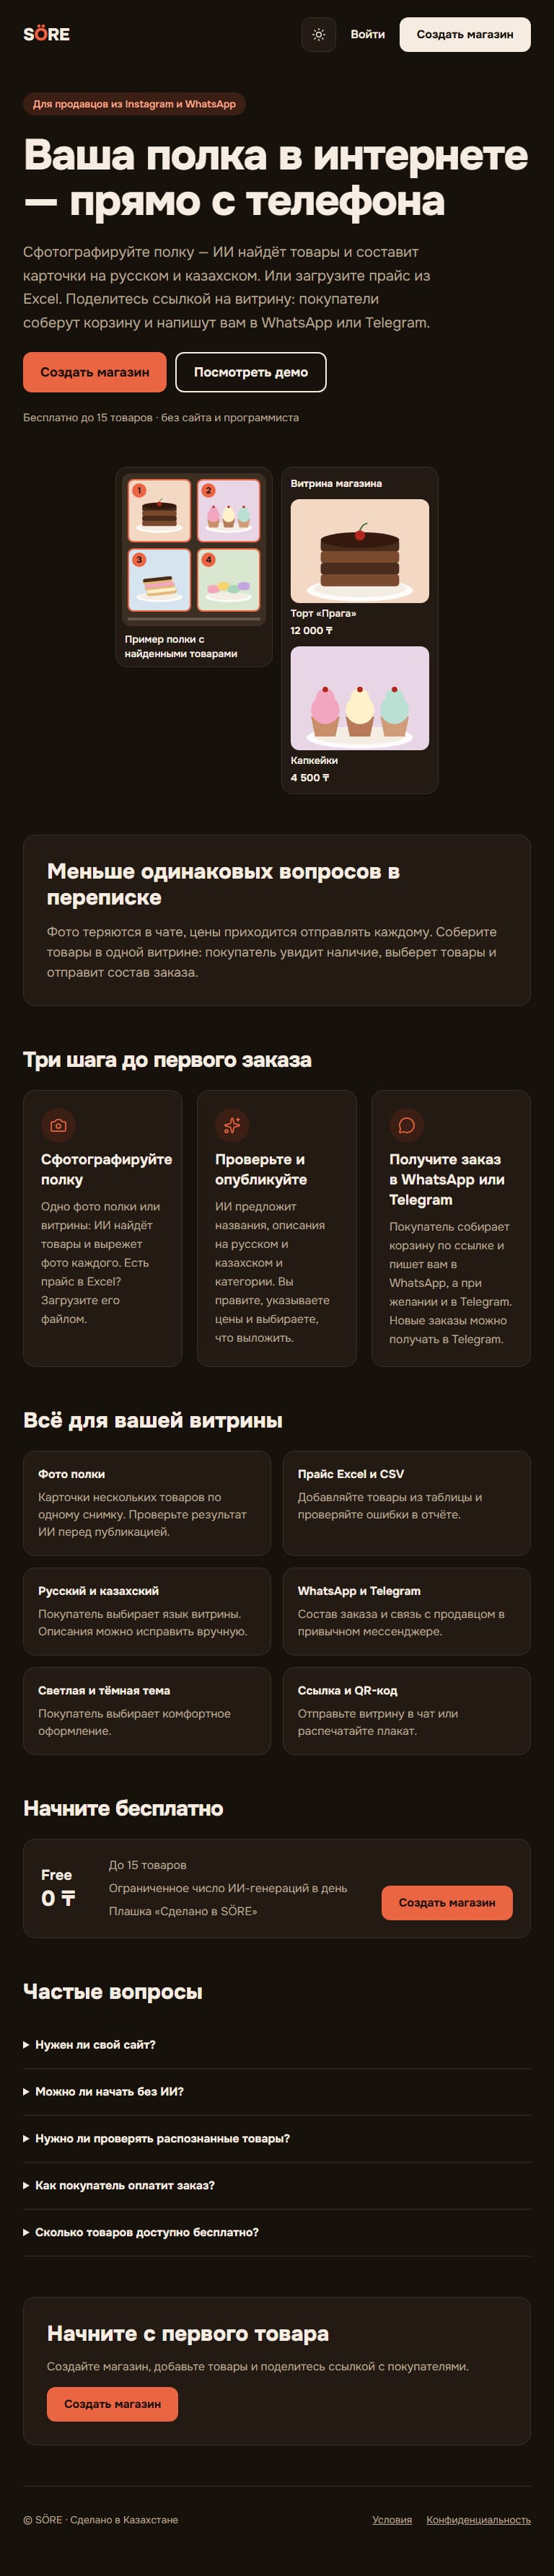 SÖRE
Войти
Создать магазин
Для продавцов из Instagram и WhatsApp
Ваша полка в интернете
— прямо с телефона
Сфотографируйте полку — ИИ найдёт товары и составит
карточки на русском и казахском. Или загрузите прайс из
Excel. Поделитесь ссылкой на витрину: покупатели
соберут корзину и напишут вам в WhatsApp или Telegram.
Создать магазин
Посмотреть демо
Бесплатно до 15 товаров · без сайта и программиста
1
2
3
4
Пример полки с
найденными товарами
Витрина магазина
Торт «Прага»
12 000 ₸
Капкейки
4 500 ₸
Меньше одинаковых вопросов в
переписке
Фото теряются в чате, цены приходится отправлять каждому. Соберите
товары в одной витрине: покупатель увидит наличие, выберет товары и
отправит состав заказа.
Три шага до первого заказа
Сфотографируйте
полку
Одно фото полки или
витрины: ИИ найдёт
товары и вырежет
фото каждого. Есть
прайс в Excel?
Загрузите его
файлом.
Проверьте и
опубликуйте
ИИ предложит
названия, описания
на русском и
казахском и
категории. Вы
правите, указываете
цены и выбираете,
что выложить.
Получите заказ
в WhatsApp или
Telegram
Покупатель собирает
корзину по ссылке и
пишет вам в
WhatsApp, а при
желании и в Telegram.
Новые заказы можно
получать в Telegram.
Всё для вашей витрины
Фото полки
Карточки нескольких товаров по
одному снимку. Проверьте результат
ИИ перед публикацией.
Прайс Excel и CSV
Добавляйте товары из таблицы и
проверяйте ошибки в отчёте.
Русский и казахский
Покупатель выбирает язык витрины.
Описания можно исправить вручную.
WhatsApp и Telegram
Состав заказа и связь с продавцом в
привычном мессенджере.
Светлая и тёмная тема
Покупатель выбирает комфортное
оформление.
Ссылка и QR-код
Отправьте витрину в чат или
распечатайте плакат.
Начните бесплатно
Free
0 ₸
До 15 товаров
Ограниченное число ИИ-генераций в день
Плашка «Сделано в SÖRE»
Создать магазин
Частые вопросы
Нужен ли свой сайт?
Можно ли начать без ИИ?
Нужно ли проверять распознанные товары?
Как покупатель оплатит заказ?
Сколько товаров доступно бесплатно?
Начните с первого товара
Создайте магазин, добавьте товары и поделитесь ссылкой с покупателями.
Создать магазин
© SÖRE · Сделано в Казахстане
Условия
Конфиденциальность